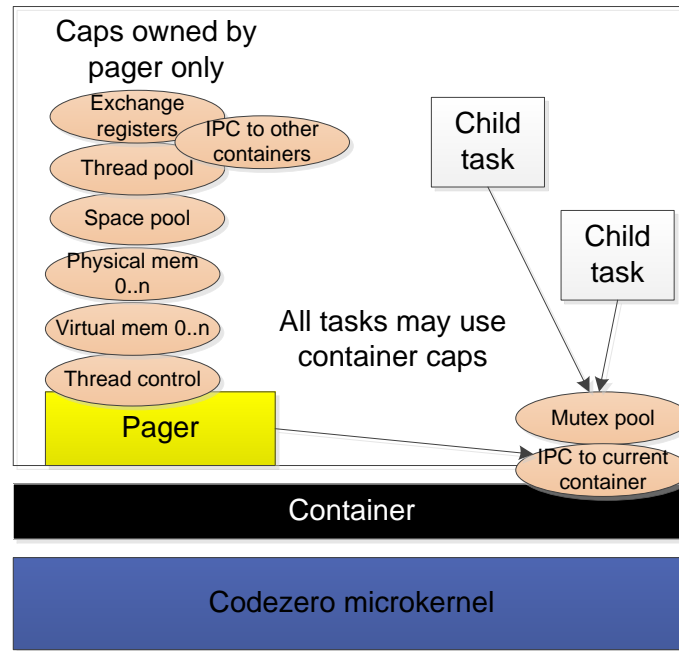 Caps owned by
pager only
Exchange
registers
IPC to other
containers
Thread pool
Space pool
Physical mem
0..n
Virtual mem 0..n
Thread control
Pager
Child
task
Child
task
All tasks may use
container caps
Mutex pool
IPC to current
container
Container
Codezero microkernel